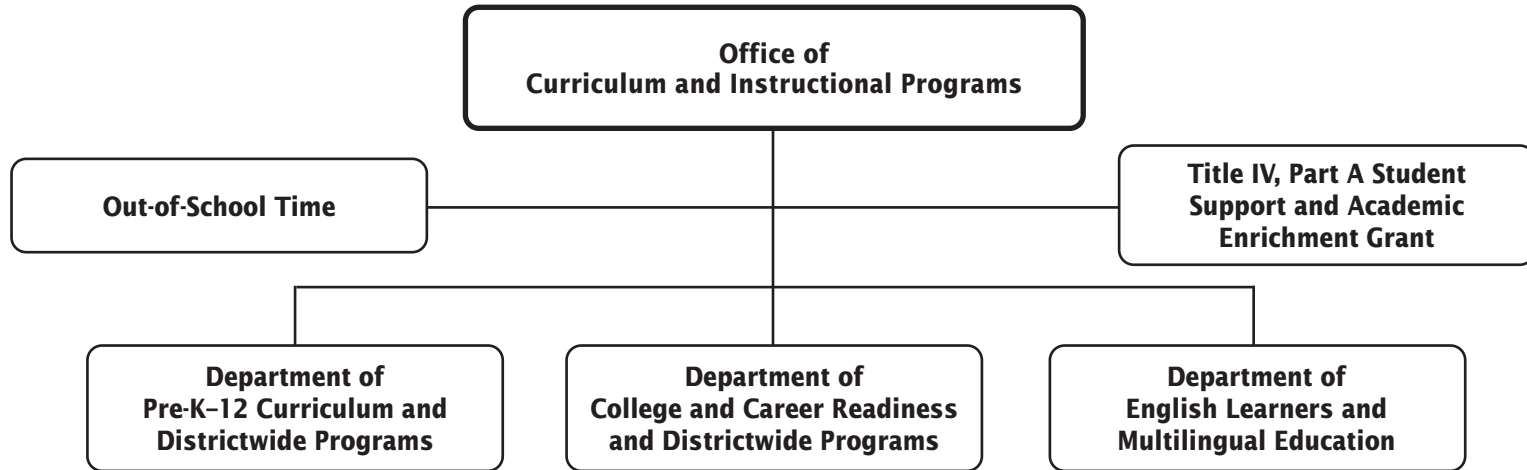 Office of
Curriculum and Instructional Programs
Out-of-School Time
Title IV, Part A Student
Support and Academic
Enrichment Grant
Department of
Pre-K–12 Curriculum and
Districtwide Programs
Department of
College and Career Readiness
and Districtwide Programs
Department of
English Learners and
Multilingual Education